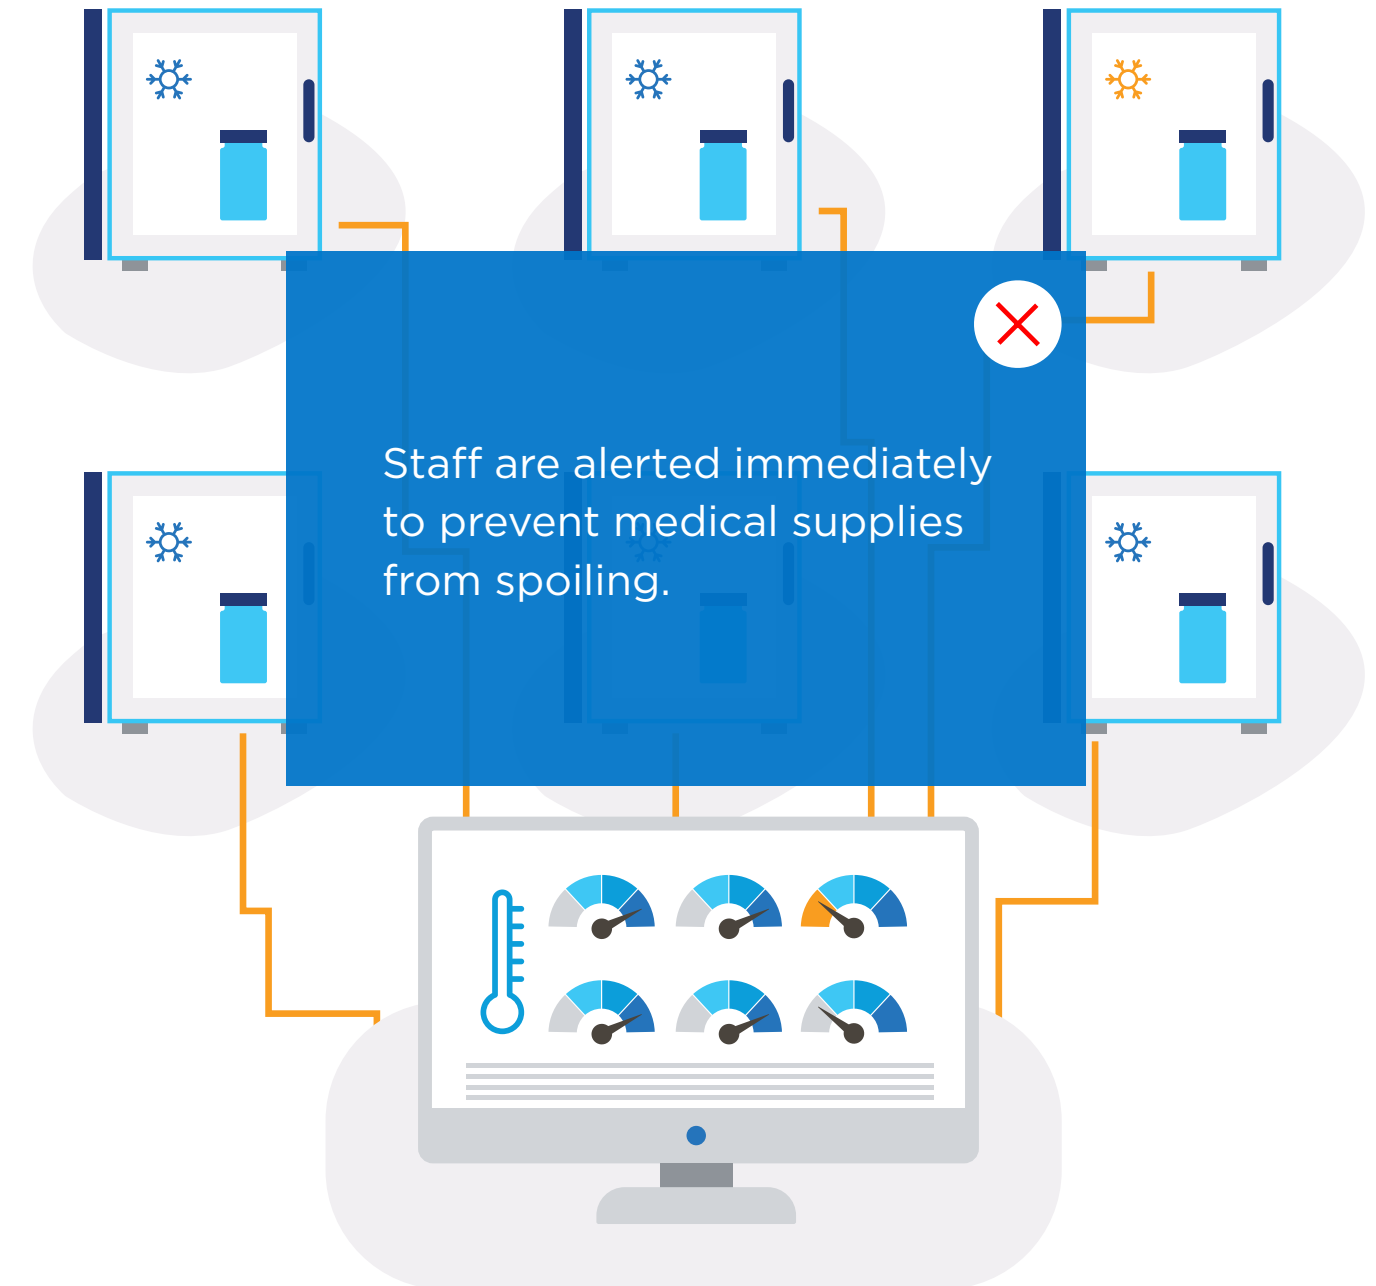 Staff are alerted immediately
to prevent medical supplies
from spoiling.